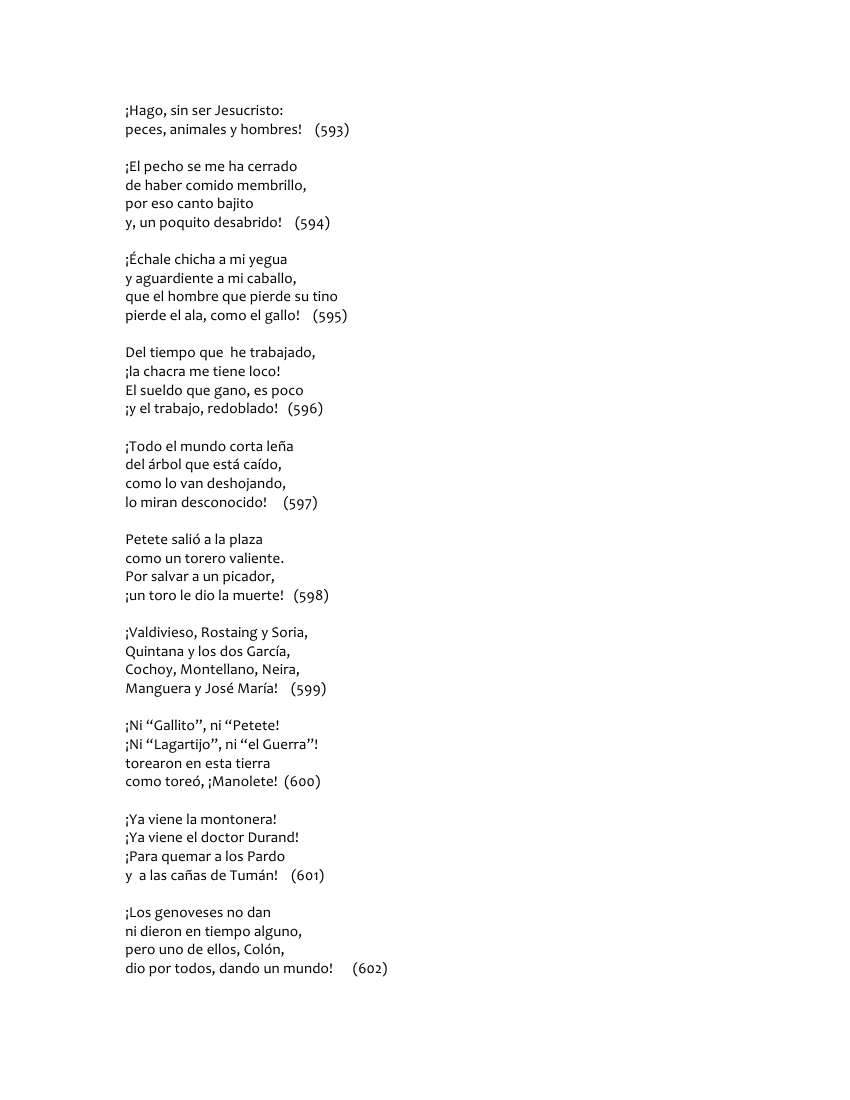 ¡Hago, sin ser Jesucristo:
peces, animales y hombres! (593)
¡El pecho se me ha cerrado
de haber comido membrillo,
por eso canto bajito
y, un poquito desabrido! (594)
¡Échale chicha a mi yegua
y aguardiente a mi caballo,
que el hombre que pierde su tino
pierde el ala, como el gallo! (595)
Del tiempo que he trabajado,
¡la chacra me tiene loco!
El sueldo que gano, es poco
¡y el trabajo, redoblado! (596)
¡Todo el mundo corta leña
del árbol que está caído,
como lo van deshojando,
lo miran desconocido! (597)
Petete salió a la plaza
como un torero valiente.
Por salvar a un picador,
¡un toro le dio la muerte! (598)
¡Valdivieso, Rostaing y Soria,
Quintana y los dos García,
Cochoy, Montellano, Neira,
Manguera y José María! (599)
¡Ni “Gallito”, ni “Petete!
¡Ni “Lagartijo”, ni “el Guerra”!
torearon en esta tierra
como toreó, ¡Manolete! (600)
¡Ya viene la montonera!
¡Ya viene el doctor Durand!
¡Para quemar a los Pardo
y a las cañas de Tumán! (601)
¡Los genoveses no dan
ni dieron en tiempo alguno,
pero uno de ellos, Colón,
dio por todos, dando un mundo! (602)